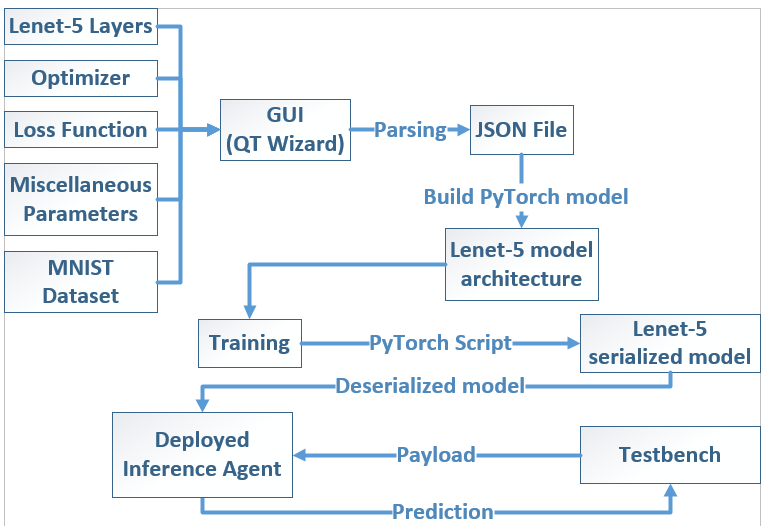 Lenet-5 Layers
Optimizer
Loss Function
Miscellaneous
Parameters
MNIST
Dataset
GUI
(QT Wizard)
Parsing
JSON File
Build PyTorch model
Lenet-5 model
architecture
Training
PyTorch Script
Lenet-5
serialized model
Deserialized model
Deployed
Inference Agent
Payload
Testbench
Prediction